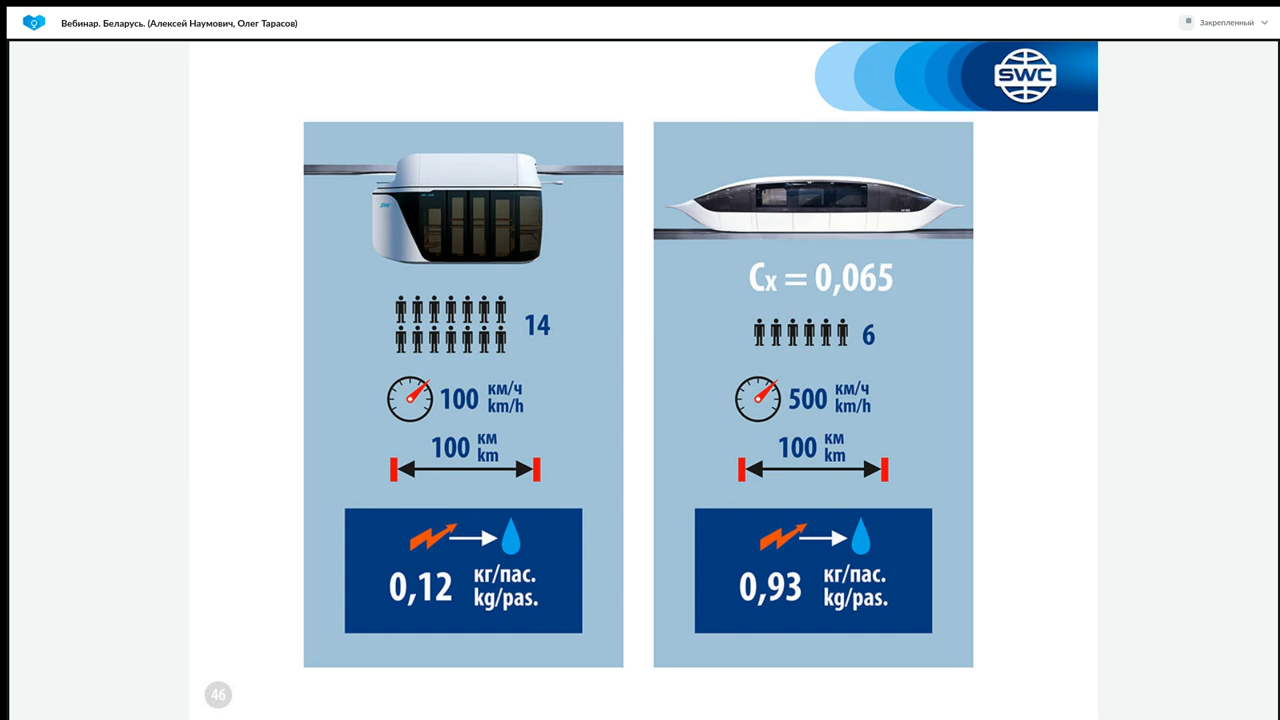 Вебинар. Беларусь. (Алексей Наумович, Олег Тарасов)
Закрепленный
SWC
14
100 км/ч
km/h
100 км
km
0,12 кг/пас.
kg/pas.
Cx = 0,065
6
500 км/ч
km/h
100 км
km
0,93 кг/пас.
kg/pas.
46